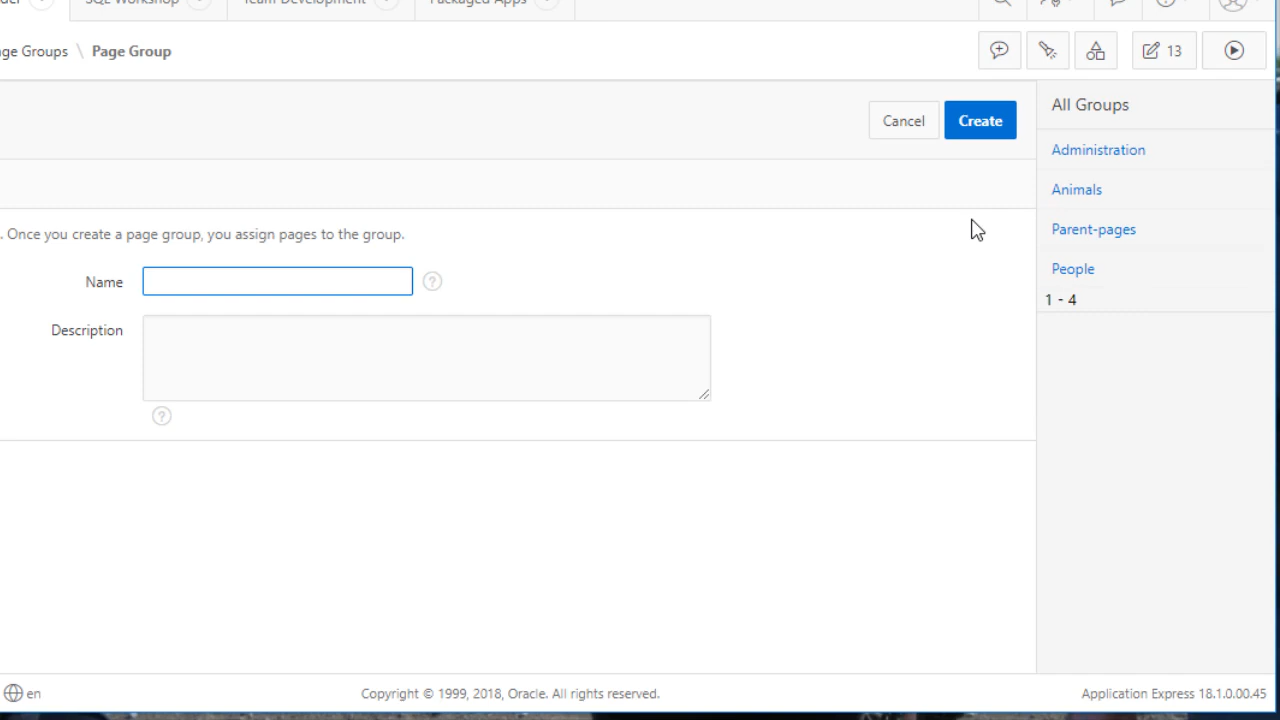 SQL Workshop
Team Development
Packaged Apps
Page Group
13
Cancel
Create
All Groups
Administration
Animals
Parent-pages
People
1 - 4
. Once you create a page group, you assign pages to the group.
Name
?
Description
?
en
Copyright © 1999, 2018, Oracle. All rights reserved.
Application Express 18.1.0.00.45